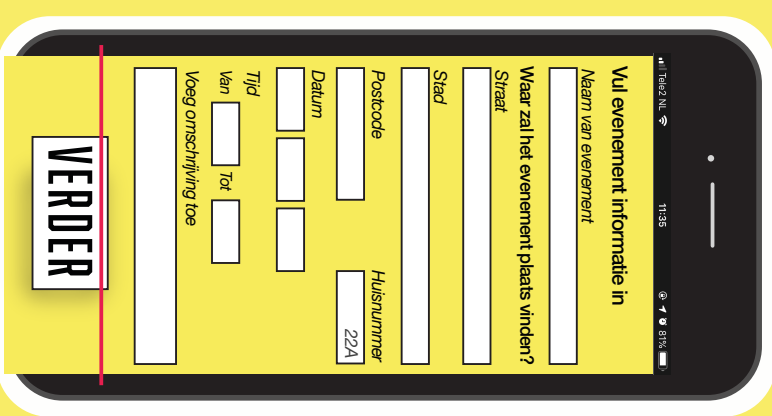 Tele2 NL 11:35 81%
Vul evenement informatie in
Naam van evenement
Waar zal het evenement plaats vinden?
Straat
Stad
Postcode Huisnummer
22A
Datum
Tijd
Van Tot
Voeg omschrijving toe
VERDER